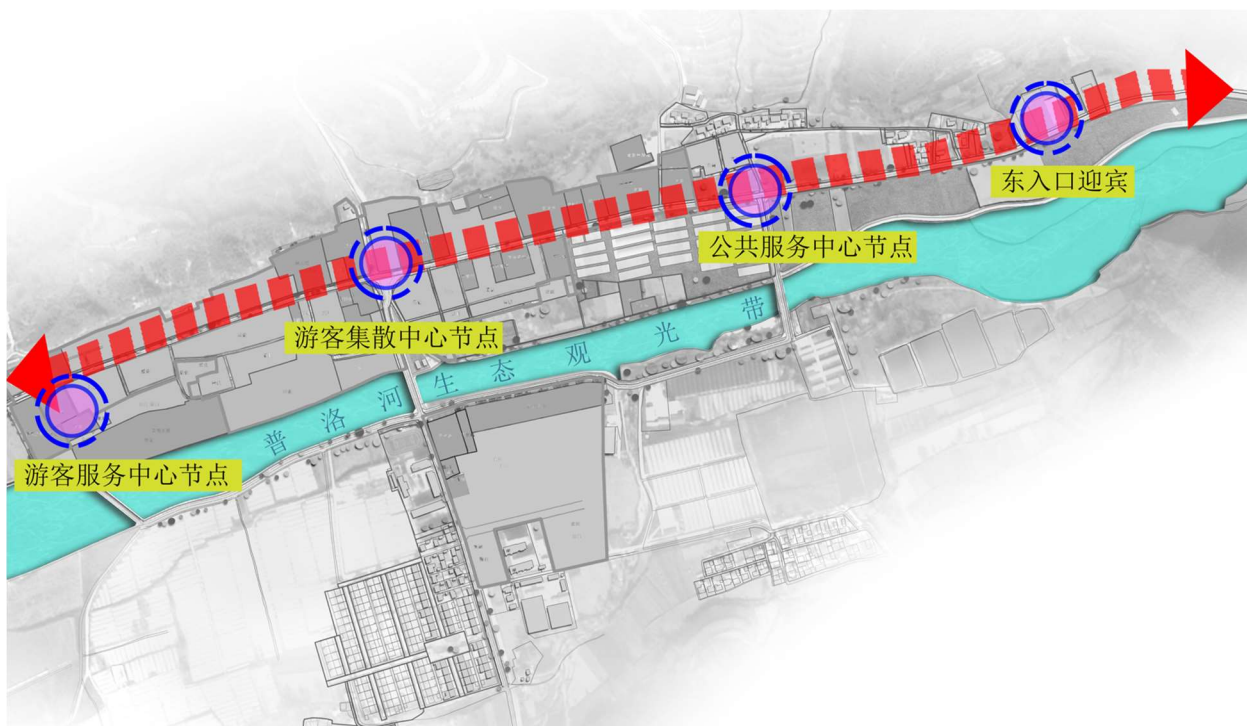 东入口迎宾
公共服务中心节点
游客集散中心节点
普洛河生态观光带
游客服务中心节点